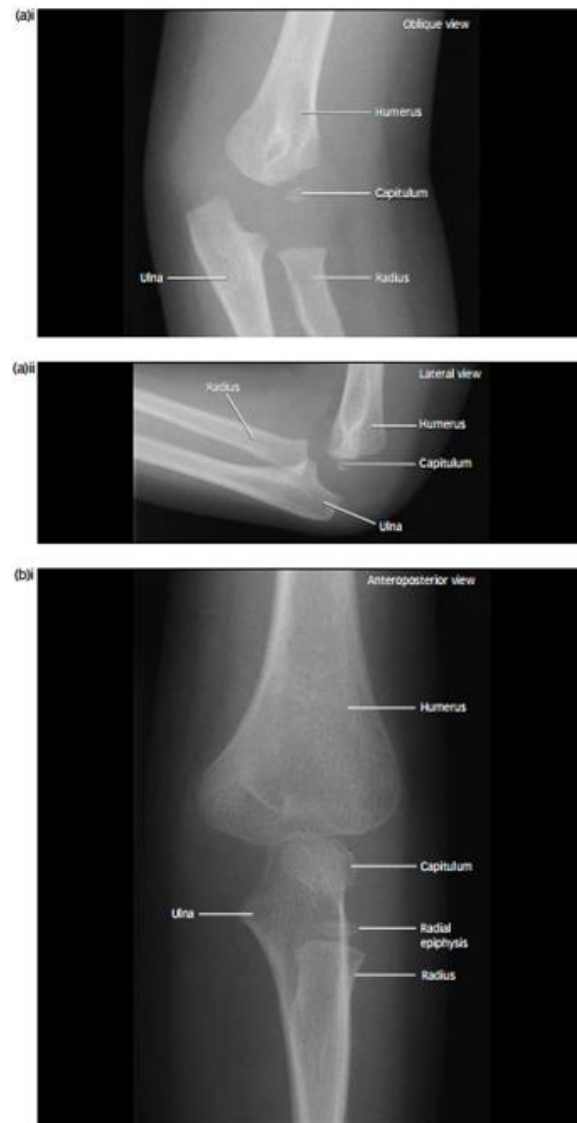 (a)i
Oblique view
Humerus
Capitulum
Ulna
Radius
(a)ii
Lateral view
Radius
Humerus
Capitulum
Ulna
(b)i
Anteroposterior view
Humerus
Capitulum
Ulna
Radial
epiphysis
Radius